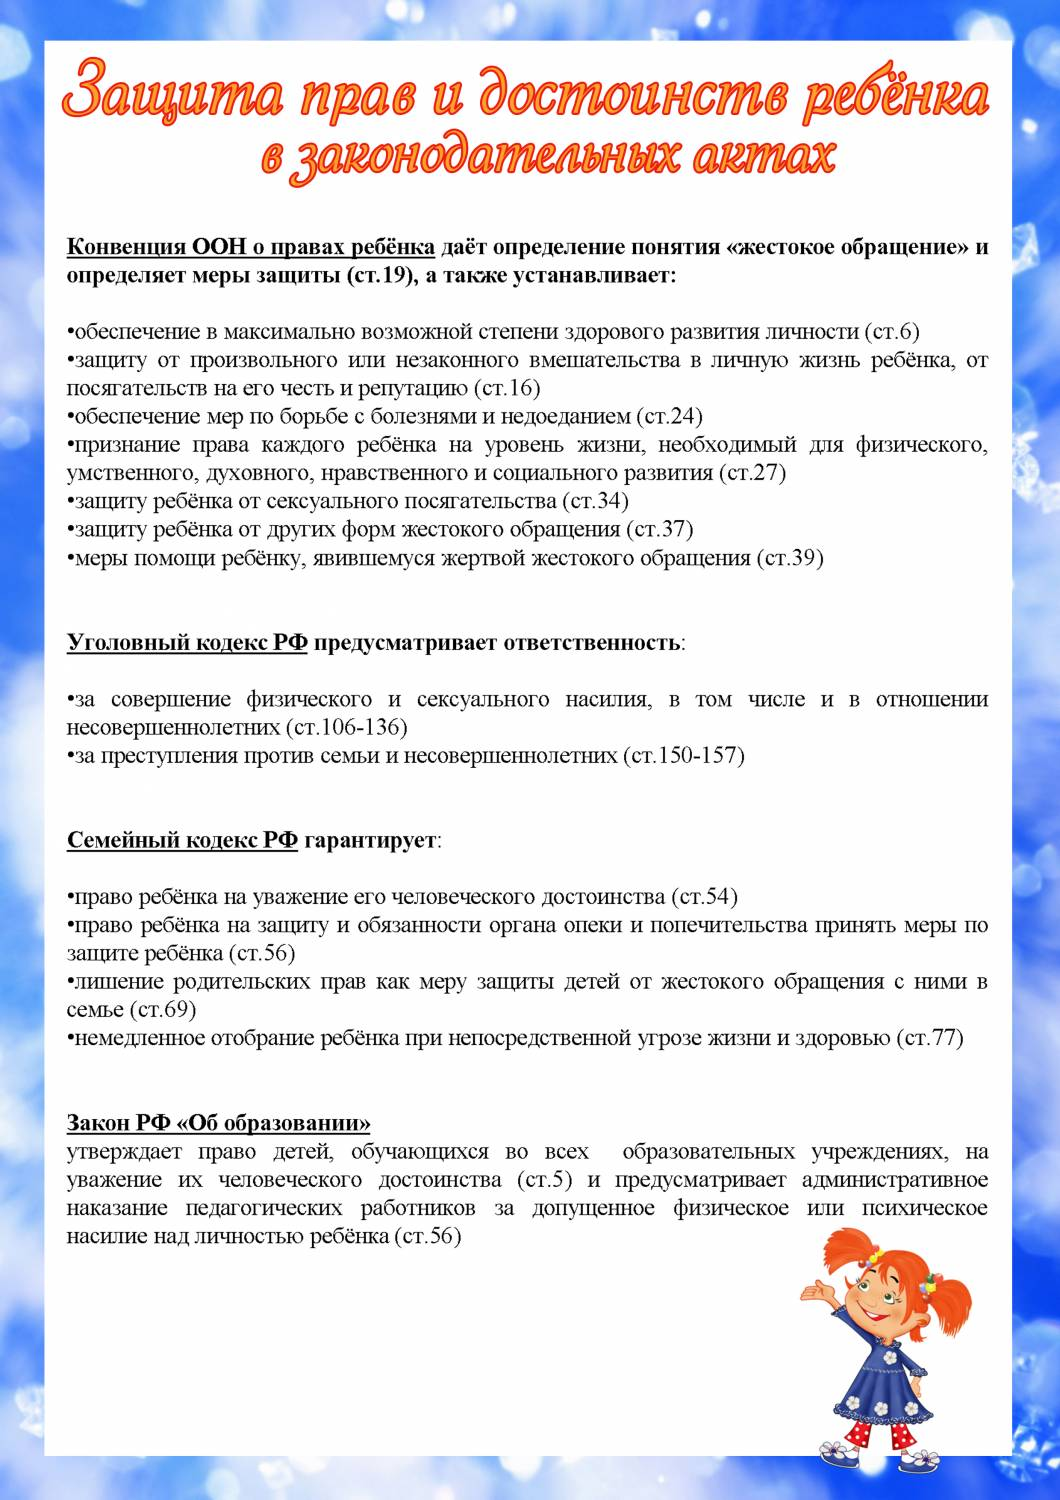 Защита прав и достоинств ребёнка
в законодательных актах
Конвенция ООН о правах ребёнка даёт определение понятия «жестокое обращение» и
определяет меры защиты (ст.19), а также устанавливает:
•обеспечение в максимально возможной степени здорового развития личности (ст.6)
•защиту от произвольного или незаконного вмешательства в личную жизнь ребёнка, от
посягательств на его честь и репутацию (ст.16)
•обеспечение мер по борьбе с болезнями и недоеданием (ст.24)
•признание права каждого ребёнка на уровень жизни, необходимый для физического,
умственного, духовного, нравственного и социального развития (ст.27)
•защиту ребёнка от сексуального посягательства (ст.34)
•защиту ребёнка от других форм жестокого обращения (ст.37)
•меры помощи ребёнку, явившемуся жертвой жестокого обращения (ст.39)
Уголовный кодекс РФ предусматривает ответственность:
•за совершение физического и сексуального насилия, в том числе и в отношении
несовершеннолетних (ст.106-136)
•за преступления против семьи и несовершеннолетних (ст.150-157)
Семейный кодекс РФ гарантирует:
•право ребёнка на уважение его человеческого достоинства (ст.54)
•право ребёнка на защиту и обязанности органа опеки и попечительства принять меры по
защите ребёнка (ст.56)
•лишение родительских прав как меру защиты детей от жестокого обращения с ними в
семье (ст.69)
•немедленное отобрание ребёнка при непосредственной угрозе жизни и здоровью (ст.77)
Закон РФ «Об образовании»
утверждает право детей, обучающихся во всех образовательных учреждениях, на
уважение их человеческого достоинства (ст.5) и предусматривает административное
наказание педагогических работников за допущенное физическое или психическое
насилие над личностью ребёнка (ст.56)